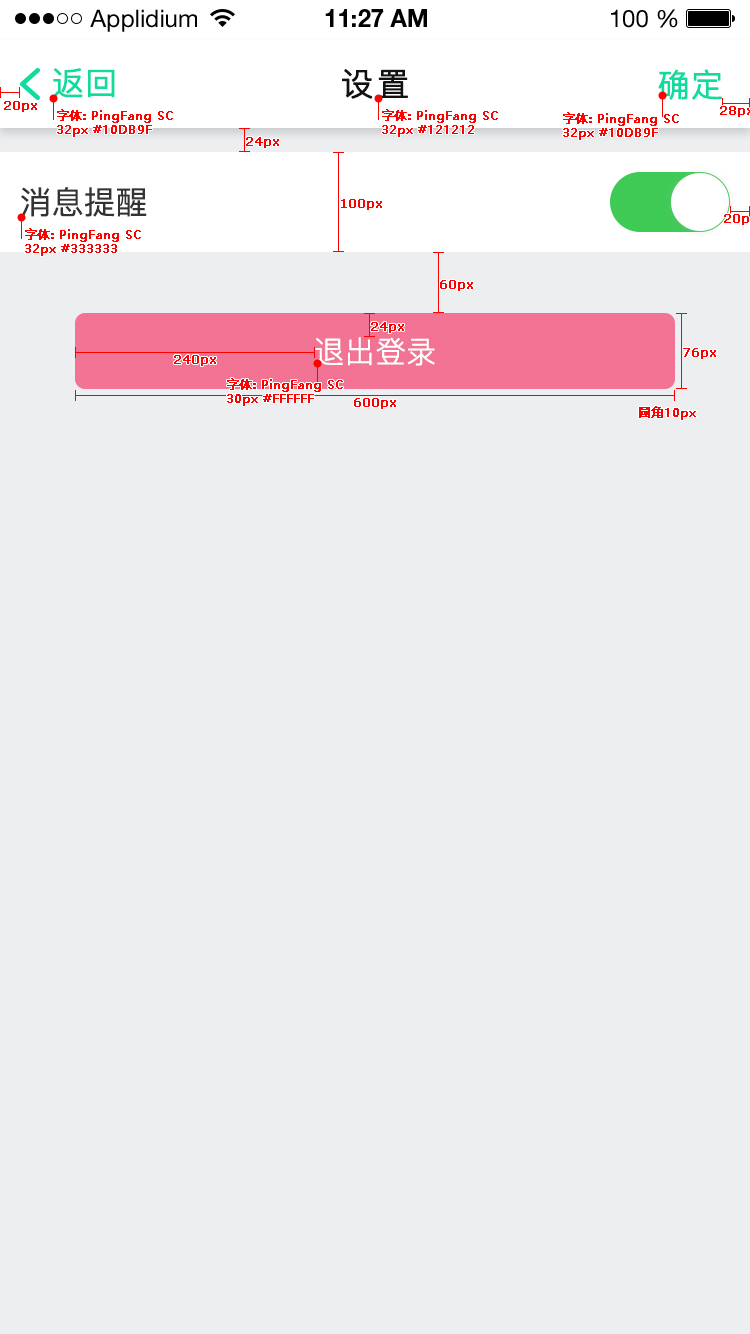 Applidium 11:27 AM 100 %
返回 设置 确定
20px 28px
字体: PingFang SC
32px #10DB9F
字体: PingFang SC
32px #121212
字体: PingFang SC
32px #10DB9F
24px
消息提醒
100px
20p
字体: PingFang SC
32px #333333
60px
24px
退出登录
240px
76px
字体: PingFang SC
30px #FFFFFF
600px
圆角10px